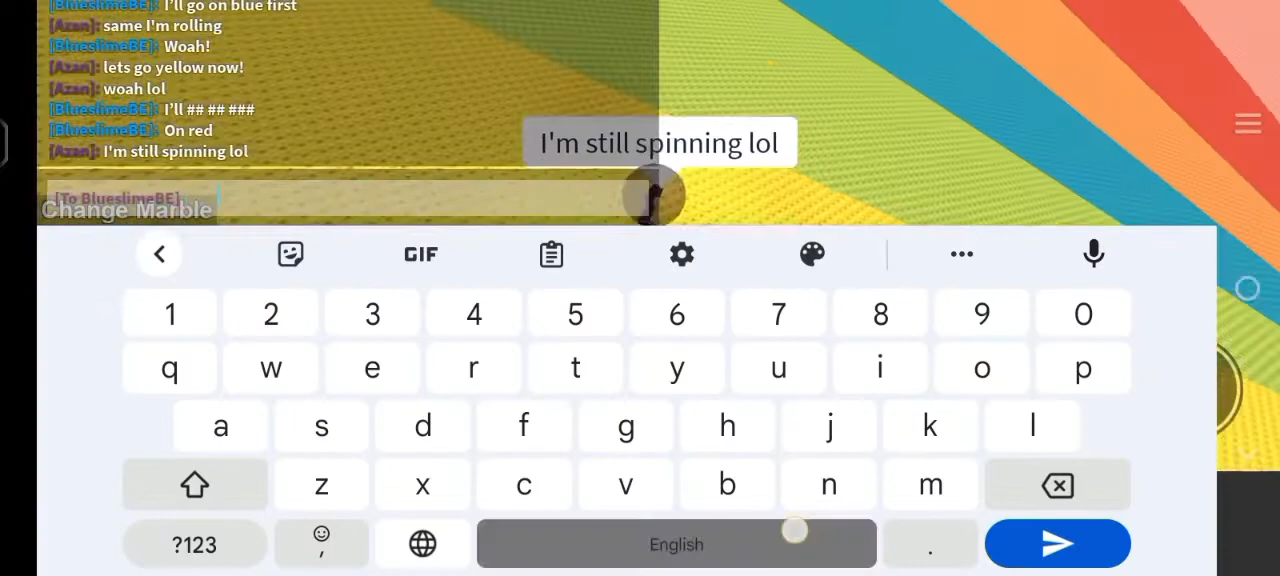 [BlueslimeBE]: I'll go on blue first
[Azan]: same I'm rolling
[BlueslimeBE]: Woah!
[Azan]: lets go yellow now!
[Azan]: woah lol
[BlueslimeBE]: I'll ## ## ###
[BlueslimeBE]: On red
[Azan]: I'm still spinning lol
I'm still spinning lol
[To BlueslimeBE]
Change Marble
GIF
1 2 3 4 5 6 7 8 9 0
q w e r t y u i o p
a s d f g h j k l
z x c v b n m
?123 , English .